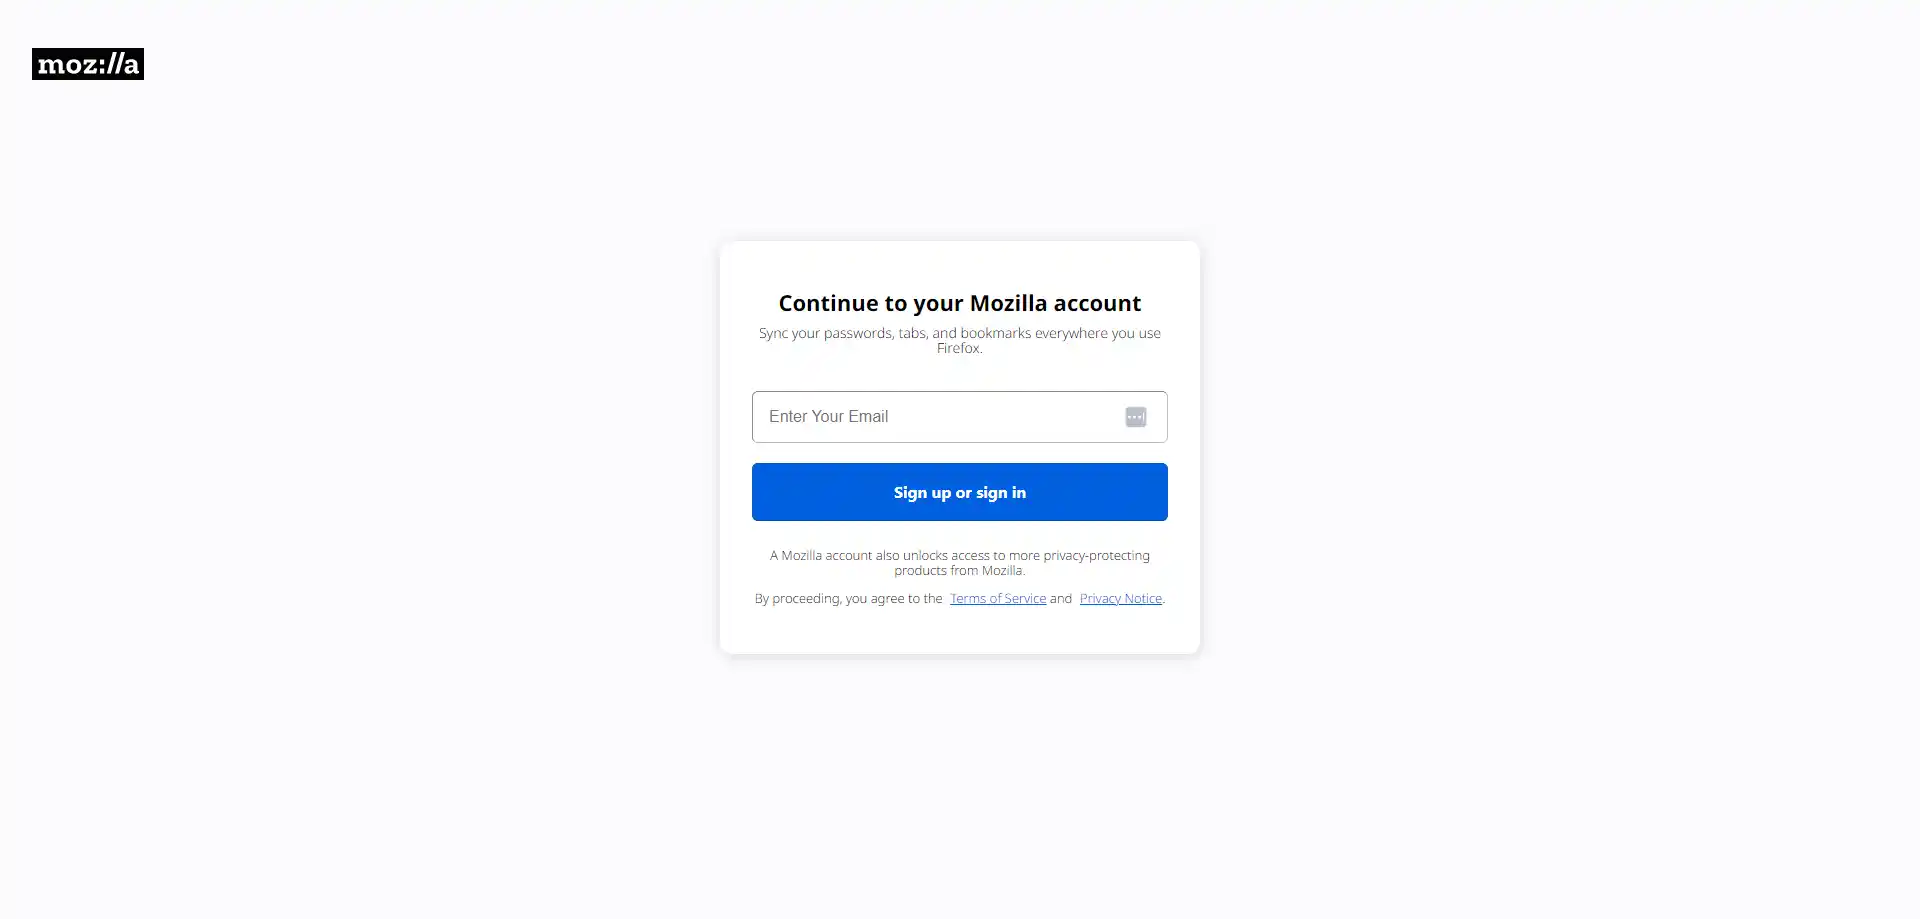 moz://a
Continue to your Mozilla account
Sync your passwords, tabs, and bookmarks everywhere you use
Firefox.
Enter Your Email
Sign up or sign in
A Mozilla account also unlocks access to more privacy-protecting
products from Mozilla.
By proceeding, you agree to the Terms of Service and Privacy Notice.